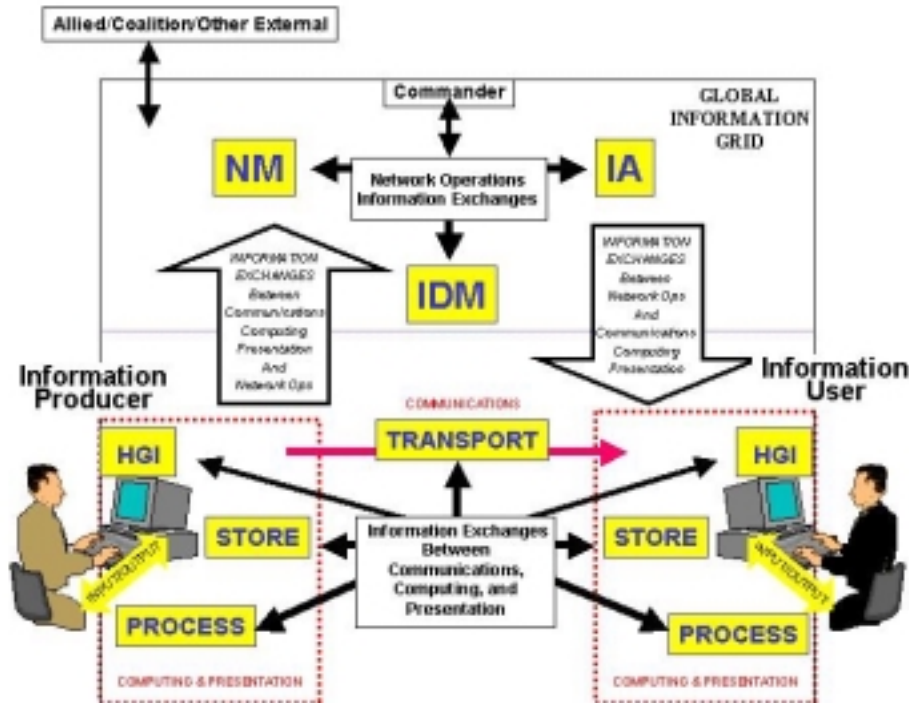 Allied/Coalition/Other External
Commander
GLOBAL
INFORMATION
GRID
NM
Network Operations
Information Exchanges
IA
IDM
INFORMATION
EXCHANGES
Between
Communications
Computing
Presentation
And
Network Ops
INFORMATION
EXCHANGES
Between
Network Ops
And
Communications
Computing
Presentation
Information
Producer
Information
User
COMMUNICATIONS
TRANSPORT
HGI
STORE
INPUT/OUTPUT
PROCESS
COMPUTING & PRESENTATION
Information Exchanges
Between
Communications,
Computing, and
Presentation
HGI
STORE
INPUT/OUTPUT
PROCESS
COMPUTING & PRESENTATION